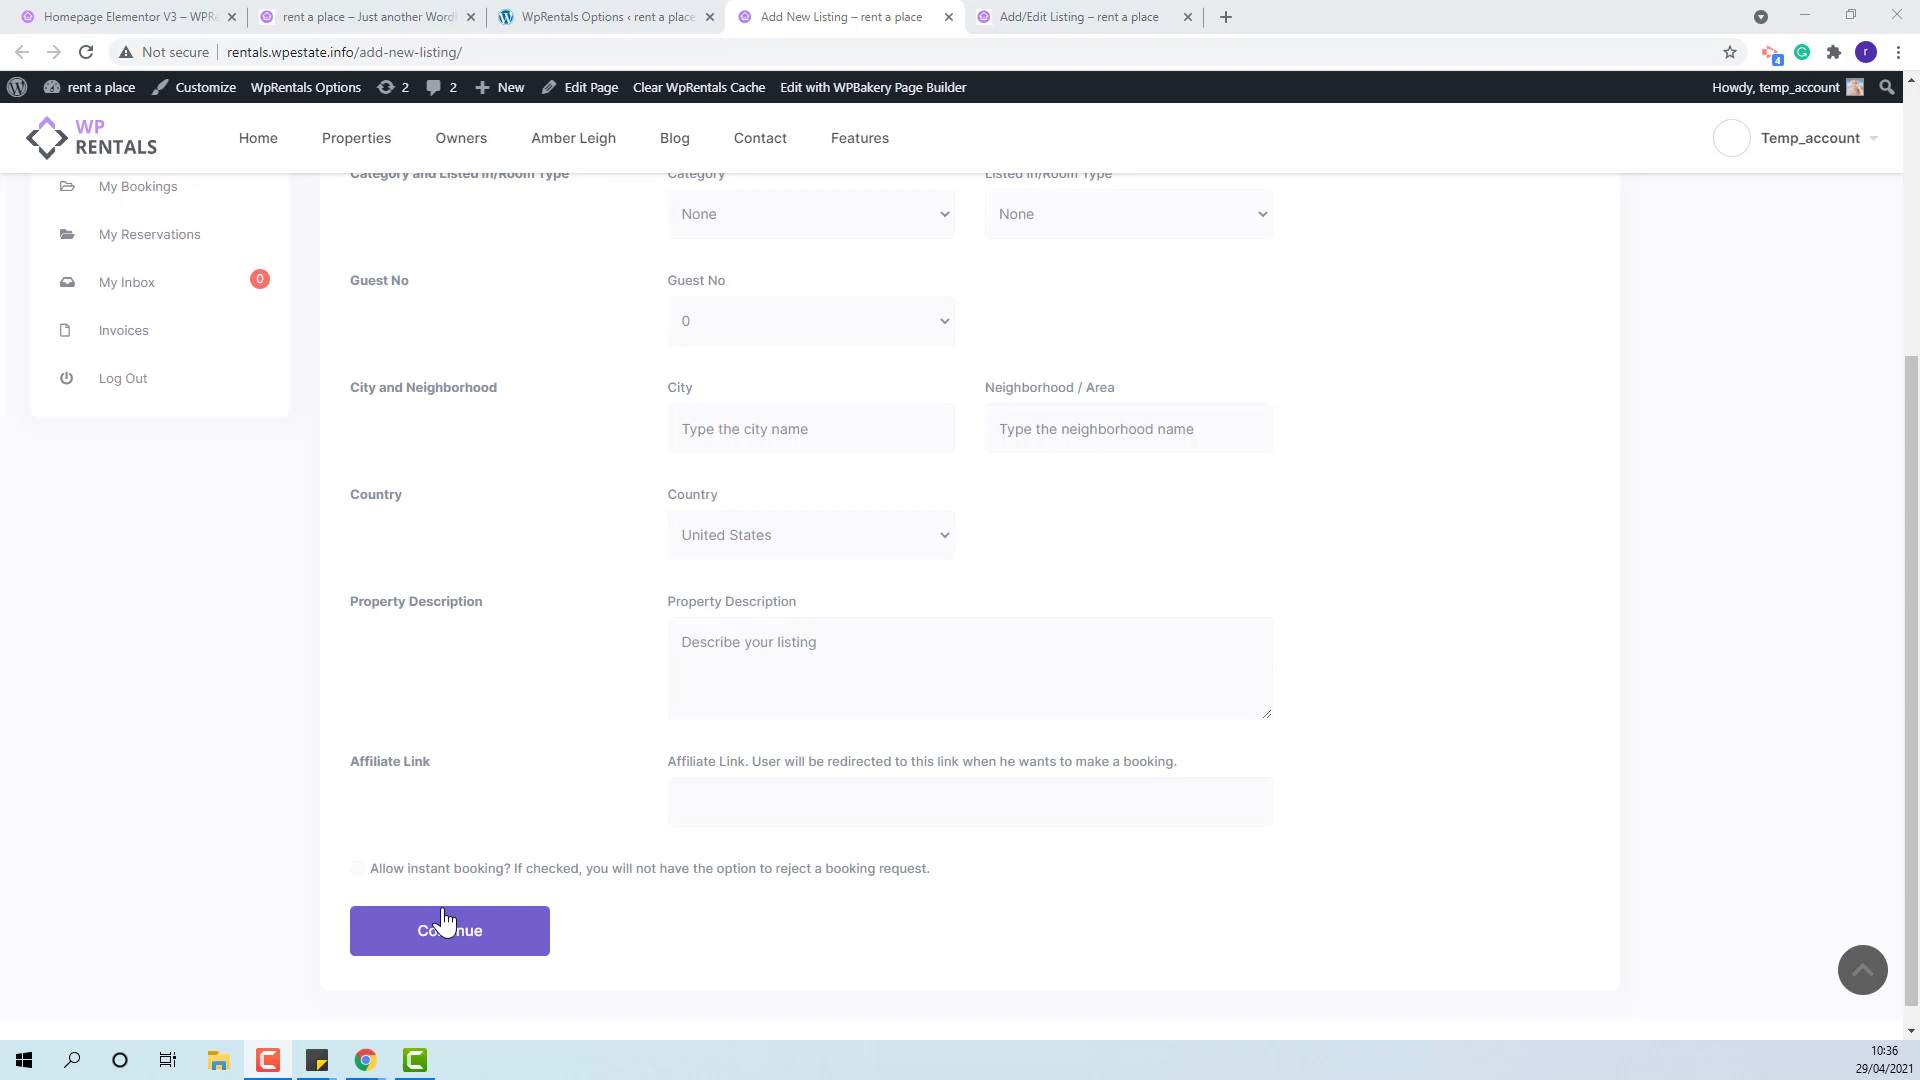 Homepage Elementor V3 – WPRe
rent a place – Just another Word
WpRentals Options ‹ rent a place
Add New Listing – rent a place
Add/Edit Listing – rent a place
Not secure
rentals.wpestate.info/add-new-listing/
4
r
rent a place
Customize
WpRentals Options
2
2
New
Edit Page
Clear WpRentals Cache
Edit with WPBakery Page Builder
Howdy, temp_account
WP
RENTALS
Home
Properties
Owners
Amber Leigh
Blog
Contact
Features
Temp_account
My Bookings
My Reservations
My Inbox
0
Invoices
Log Out
Category and Listed In/Room Type
Category
Listed In/Room Type
None
None
Guest No
Guest No
0
City and Neighborhood
City
Neighborhood / Area
Type the city name
Type the neighborhood name
Country
Country
United States
Property Description
Property Description
Describe your listing
Affiliate Link
Affiliate Link. User will be redirected to this link when he wants to make a booking.
Allow instant booking? If checked, you will not have the option to reject a booking request.
Continue
10:36
29/04/2021